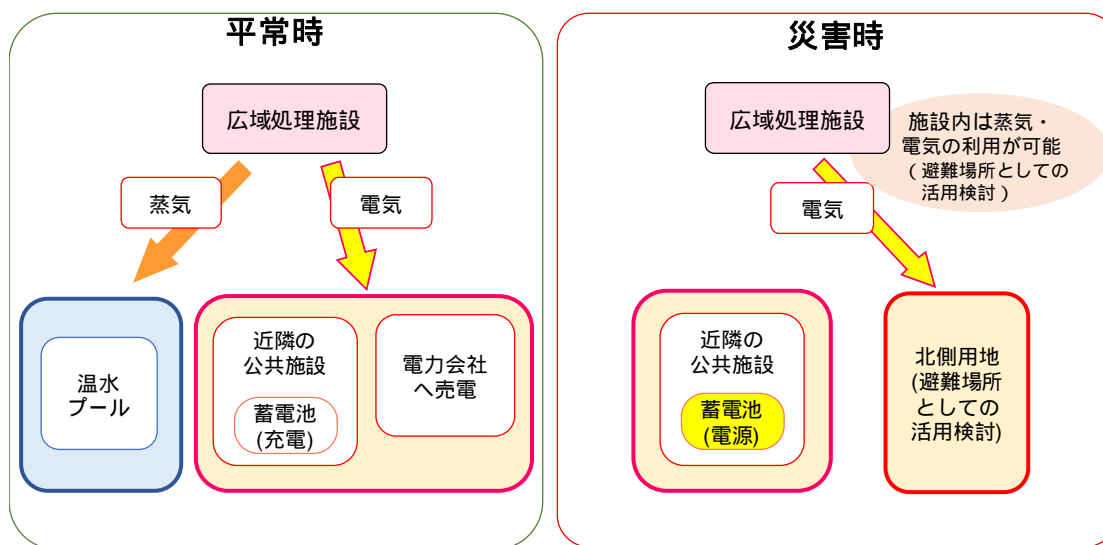 平常時
広域処理施設
蒸気
電気
温水
プール
近隣の
公共施設
蓄電池
(充電)
電力会社
へ売電
災害時
広域処理施設
施設内は蒸気・
電気の利用が可能
(避難場所としての
活用検討)
電気
近隣の
公共施設
蓄電池
(電源)
北側用地
(避難場所
としての
活用検討)